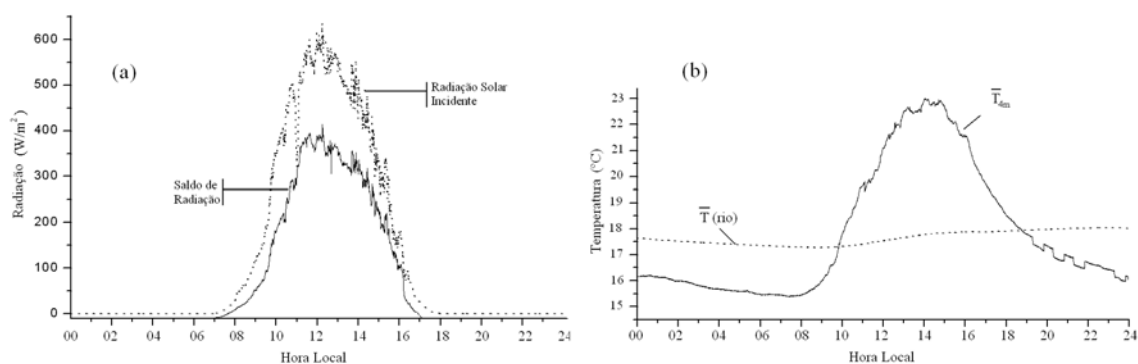 (a)
Radiação (W/m²)
600
500
400
300
200
100
0
Radiação Solar
Incidente
Saldo de
Radiação
00 02 04 06 08 10 12 14 16 18 20 22 24
Hora Local
(b)
Temperatura (°C)
23
22
21
20
19
18
17
16
15
T̅4m
T̅ (rio)
00 02 04 06 08 10 12 14 16 18 20 22 24
Hora Local